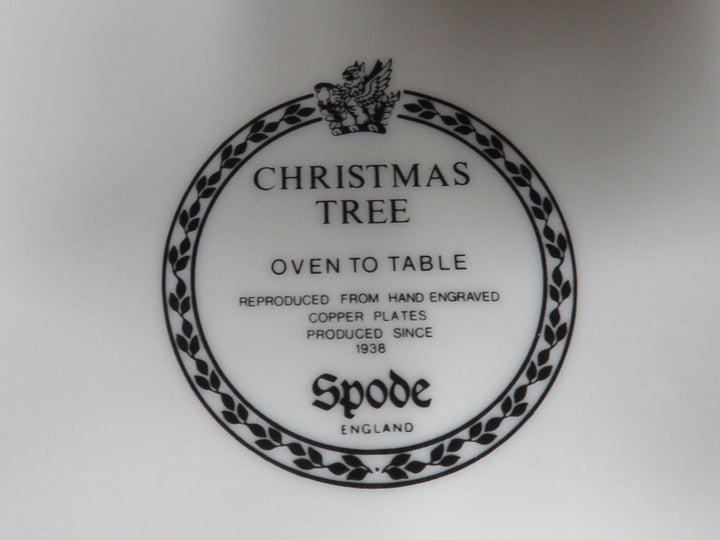 CHRISTMAS
TREE
OVEN TO TABLE
REPRODUCED FROM HAND ENGRAVED
COPPER PLATES
PRODUCED SINCE
1938
Spode
ENGLAND